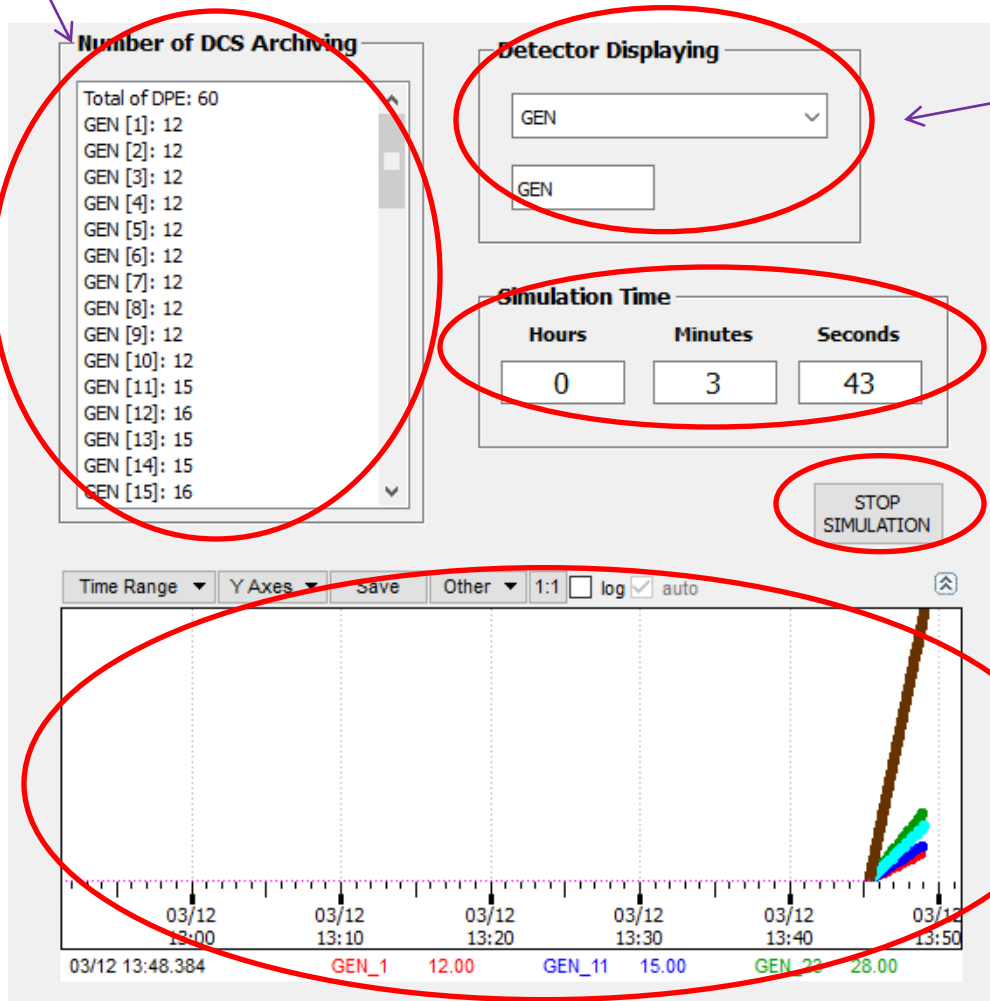 Number of DCS Archiving
Total of DPE: 60
GEN [1]: 12
GEN [2]: 12
GEN [3]: 12
GEN [4]: 12
GEN [5]: 12
GEN [6]: 12
GEN [7]: 12
GEN [8]: 12
GEN [9]: 12
GEN [10]: 12
GEN [11]: 15
GEN [12]: 16
GEN [13]: 15
GEN [14]: 15
GEN [15]: 16
Detector Displaying
GEN
GEN
Simulation Time
Hours Minutes Seconds
0 3 43
STOP
SIMULATION
Time Range Y Axes Save Other 1:1 log auto
03/12 03/12 03/12 03/12 03/12 03/12
13:00 13:10 13:20 13:30 13:40 13:50
03/12 13:48.384 GEN_1 12.00 GEN_11 15.00 GEN_23 28.00